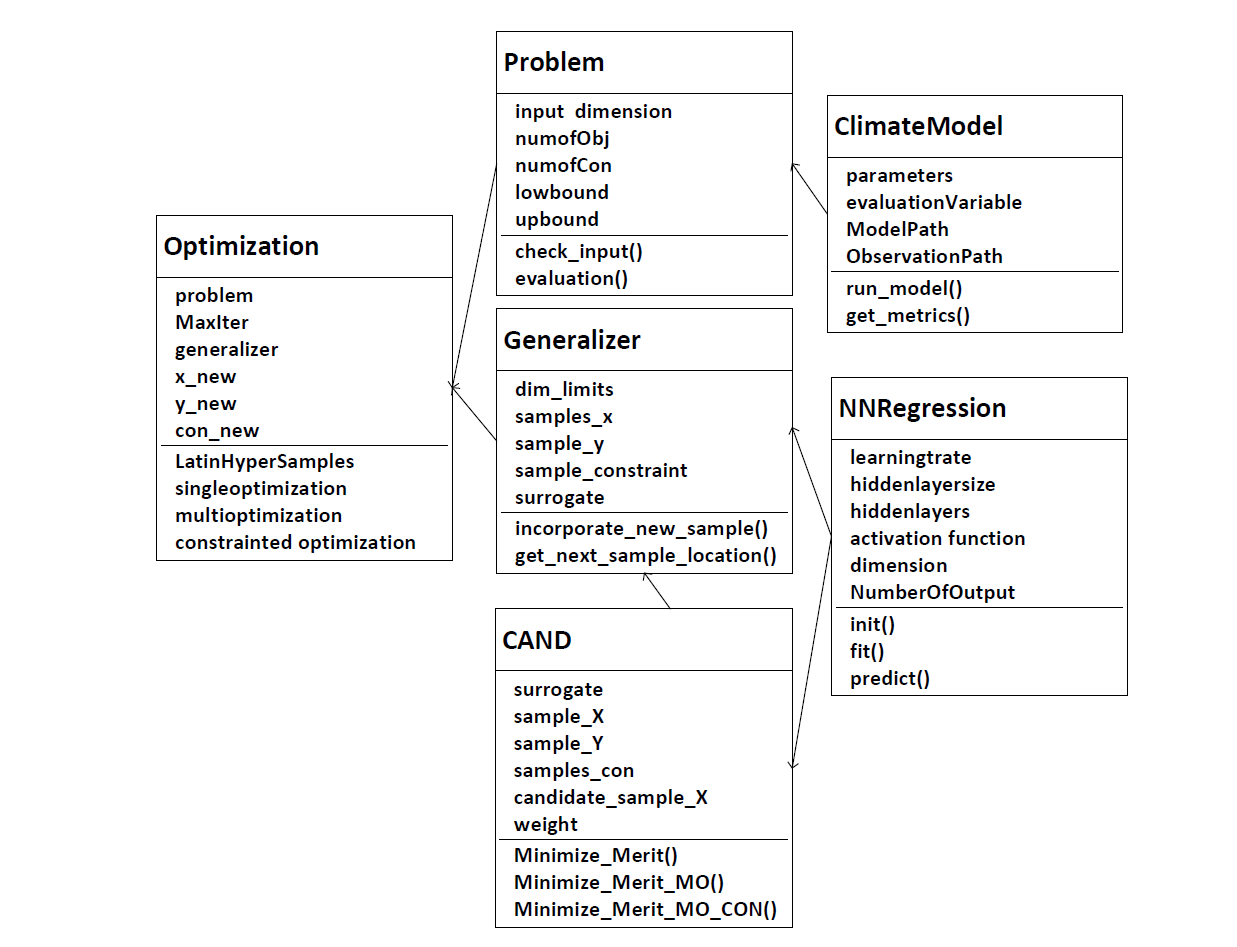 Problem
input dimension
numofObj
numofCon
lowbound
upbound
check_input()
evaluation()
ClimateModel
parameters
evaluationVariable
ModelPath
ObservationPath
run_model()
get_metrics()
Optimization
problem
MaxIter
generalizer
x_new
y_new
con_new
LatinHyperSamples
singleoptimization
multioptimization
constrainted optimization
Generalizer
dim_limits
samples_x
sample_y
sample_constraint
surrogate
incorporate_new_sample()
get_next_sample_location()
NNRegression
learningtrate
hiddenlayersize
hiddenlayers
activation function
dimension
NumberOfOutput
init()
fit()
predict()
CAND
surrogate
sample_X
sample_Y
samples_con
candidate_sample_X
weight
Minimize_Merit()
Minimize_Merit_MO()
Minimize_Merit_MO_CON()